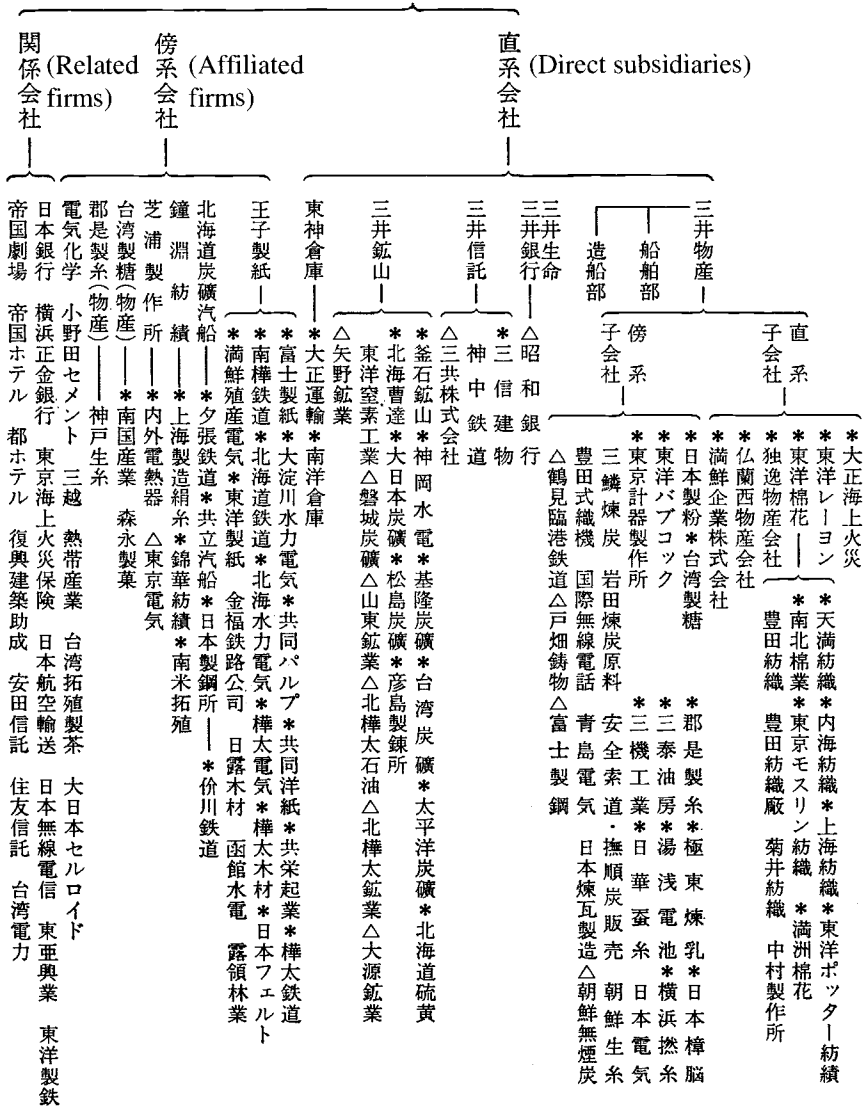 直系会社 (Direct subsidiaries)
傍系会社 (Affiliated firms)
関係会社 (Related firms)
三井物産
船舶部
造船部
直系子会社
*大正海上火災
*東洋レーヨン
*東洋棉花
*天満紡織*内海紡織*上海紡織*東洋ポッター紡績
*南北棉業*東京モスリン紡織 *満洲棉花
豊田紡織 豊田紡織廠 菊井紡織 中村製作所
*独逸物産会社
*仏蘭西物産会社
*満鮮企業株式会社
傍系子会社
*日本製粉*台湾製糖 *郡是製糸*極東煉乳*日本樟脳
*東洋バブコック *三泰油房*湯浅電池*横浜撚糸
*東京計器製作所 *三機工業*日華蚕糸 日本電気
三鱗煉炭 岩田煉炭原料 安全索道・撫順炭販売 朝鮮生糸
豊田式織機 国際無線電話 青島電気 日本煉瓦製造△朝鮮無煙炭
△鶴見臨港鉄道△戸畑鋳物△富士製鋼
三井生命
三井銀行
△昭和銀行
三井信託
*三信建物
神中鉄道
△三共株式会社
三井鉱山
*釜石鉱山*神岡水電*基隆炭礦*台湾炭礦*太平洋炭礦*北海道硫黄
*北海曹達*大日本炭礦*松島炭礦*彦島製錬所
東洋窒素工業△磐城炭礦△山東鉱業△北樺太石油△北樺太鉱業△大源鉱業
△矢野鉱業
東神倉庫
*大正運輸*南洋倉庫
王子製紙
*富士製紙*大淀川水力電気*共同パルプ*共同洋紙*共栄起業*樺太鉄道
*南樺鉄道*北海道鉄道*北海水力電気*樺太電気*樺太木材*日本フェルト
*満鮮殖産電気*東洋製紙 金福鉄路公司 日露木材 函館水電 露領林業
北海道炭礦汽船
*夕張鉄道*共立汽船*日本製鋼所
*价川鉄道
鐘淵紡績
*上海製造絹糸*錦華紡績*南米拓殖
芝浦製作所
*内外電熱器 △東京電気
台湾製糖(物産)
*南国産業 森永製菓
郡是製糸(物産)
神戸生糸
電気化学 小野田セメント 三越 熱帯産業 台湾拓殖製茶 大日本セルロイド
日本銀行 横浜正金銀行 東京海上火災保険 日本航空輸送 日本無線電信 東亜興業 東洋製鉄
帝国劇場 帝国ホテル 都ホテル 復興建築助成 安田信託 住友信託 台湾電力